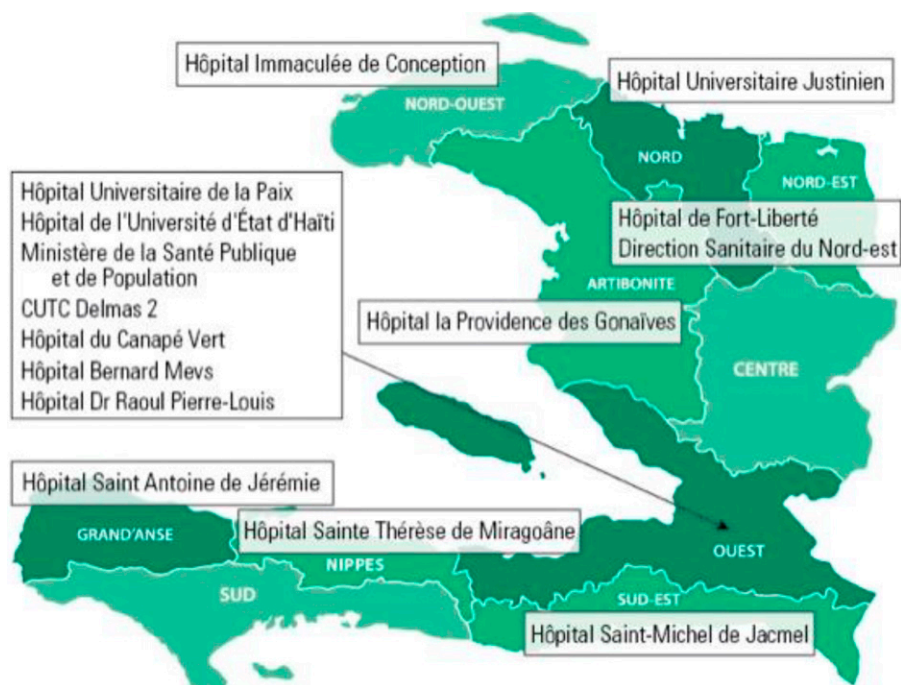 Hôpital Immaculée de Conception
Hôpital Universitaire Justinien
NORD-OUEST
NORD
NORD-EST
Hôpital Universitaire de la Paix
Hôpital de l'Université d'État d'Haïti
Ministère de la Santé Publique
et de Population
CUTC Delmas 2
Hôpital du Canapé Vert
Hôpital Bernard Mevs
Hôpital Dr Raoul Pierre-Louis
Hôpital de Fort-Liberté
Direction Sanitaire du Nord-est
ARTIBONITE
Hôpital la Providence des Gonaïves
CENTRE
Hôpital Saint Antoine de Jérémie
GRAND'ANSE
Hôpital Sainte Thérèse de Miragoâne
NIPPES
OUEST
SUD
SUD-EST
Hôpital Saint-Michel de Jacmel